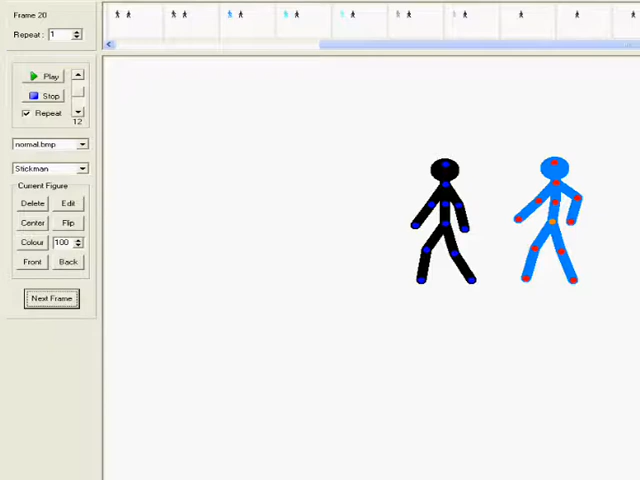 Frame 20
Repeat: 1
Play
Stop
Repeat
12
normal.bmp
Stickman
Current Figure
Delete Edit
Center Flip
Colour 100
Front Back
Next Frame